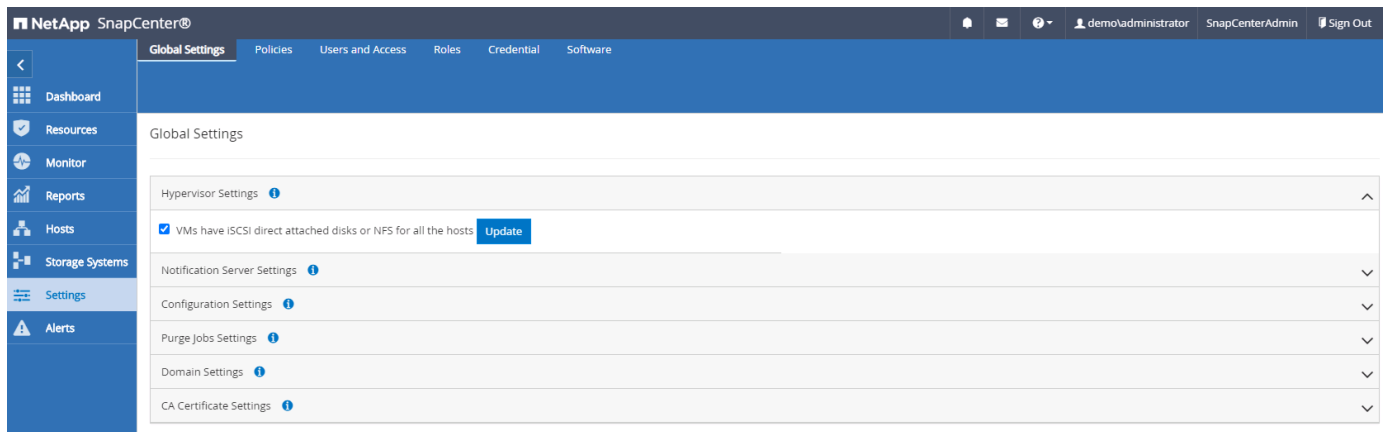 NetApp SnapCenter®
demo\administrator SnapCenterAdmin Sign Out
Global Settings Policies Users and Access Roles Credential Software
Dashboard
Resources
Monitor
Reports
Hosts
Storage Systems
Settings
Alerts
Global Settings
Hypervisor Settings
VMs have iSCSI direct attached disks or NFS for all the hosts Update
Notification Server Settings
Configuration Settings
Purge Jobs Settings
Domain Settings
CA Certificate Settings